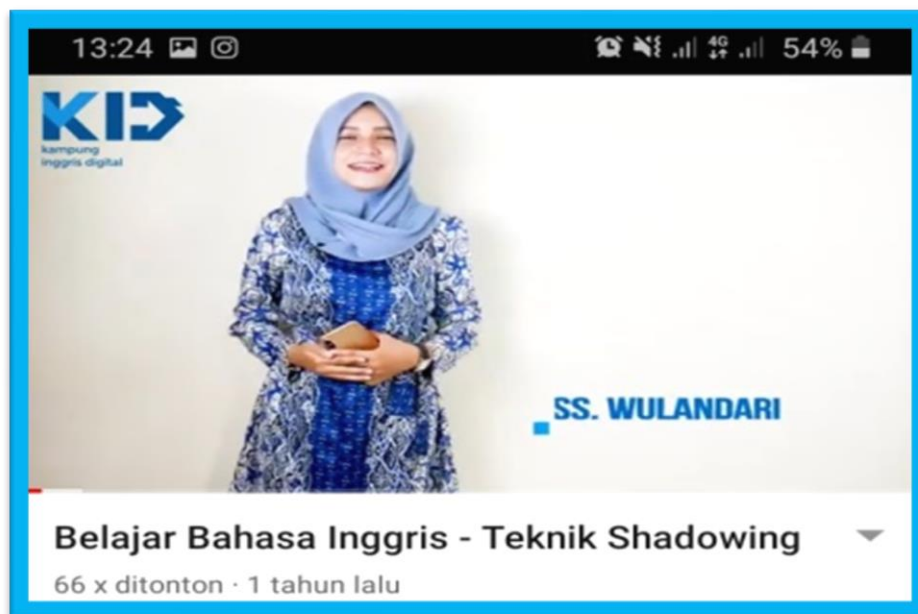 13:24 4G 54%
KID
kampung
inggris digital
SS. WULANDARI
Belajar Bahasa Inggris - Teknik Shadowing
66 x ditonton · 1 tahun lalu